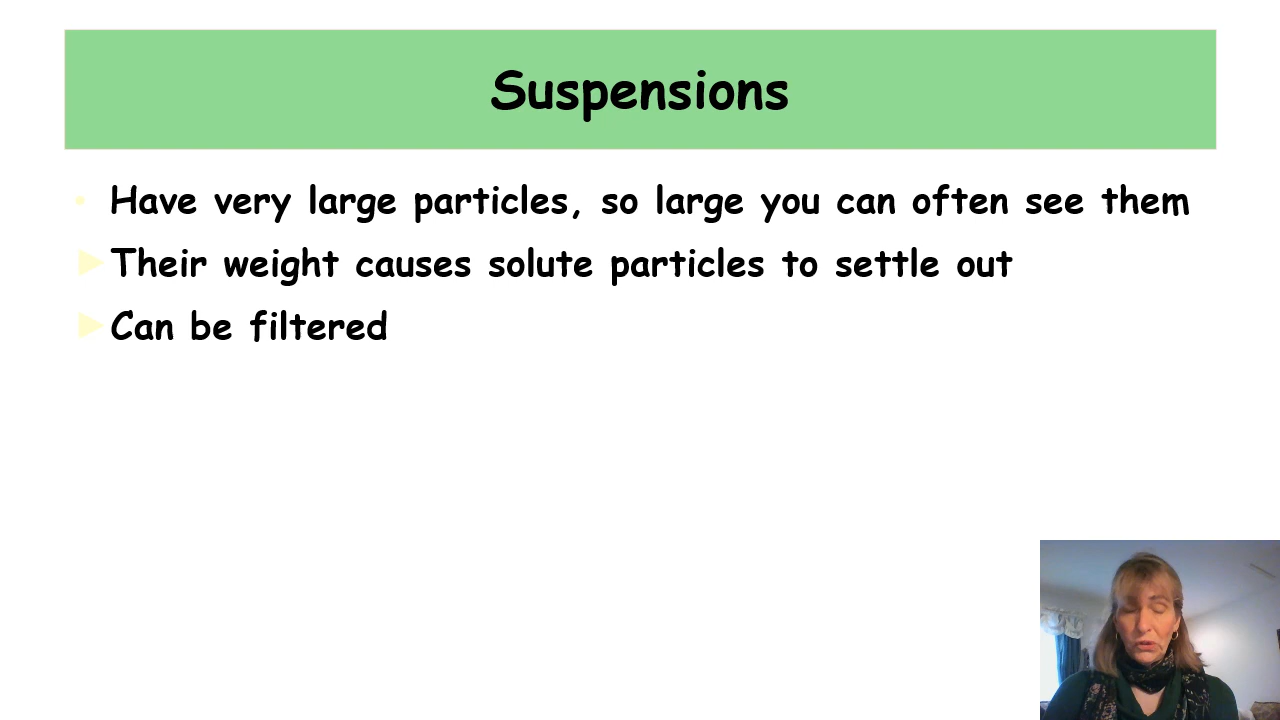 Suspensions
Have very large particles, so large you can often see them
Their weight causes solute particles to settle out
Can be filtered